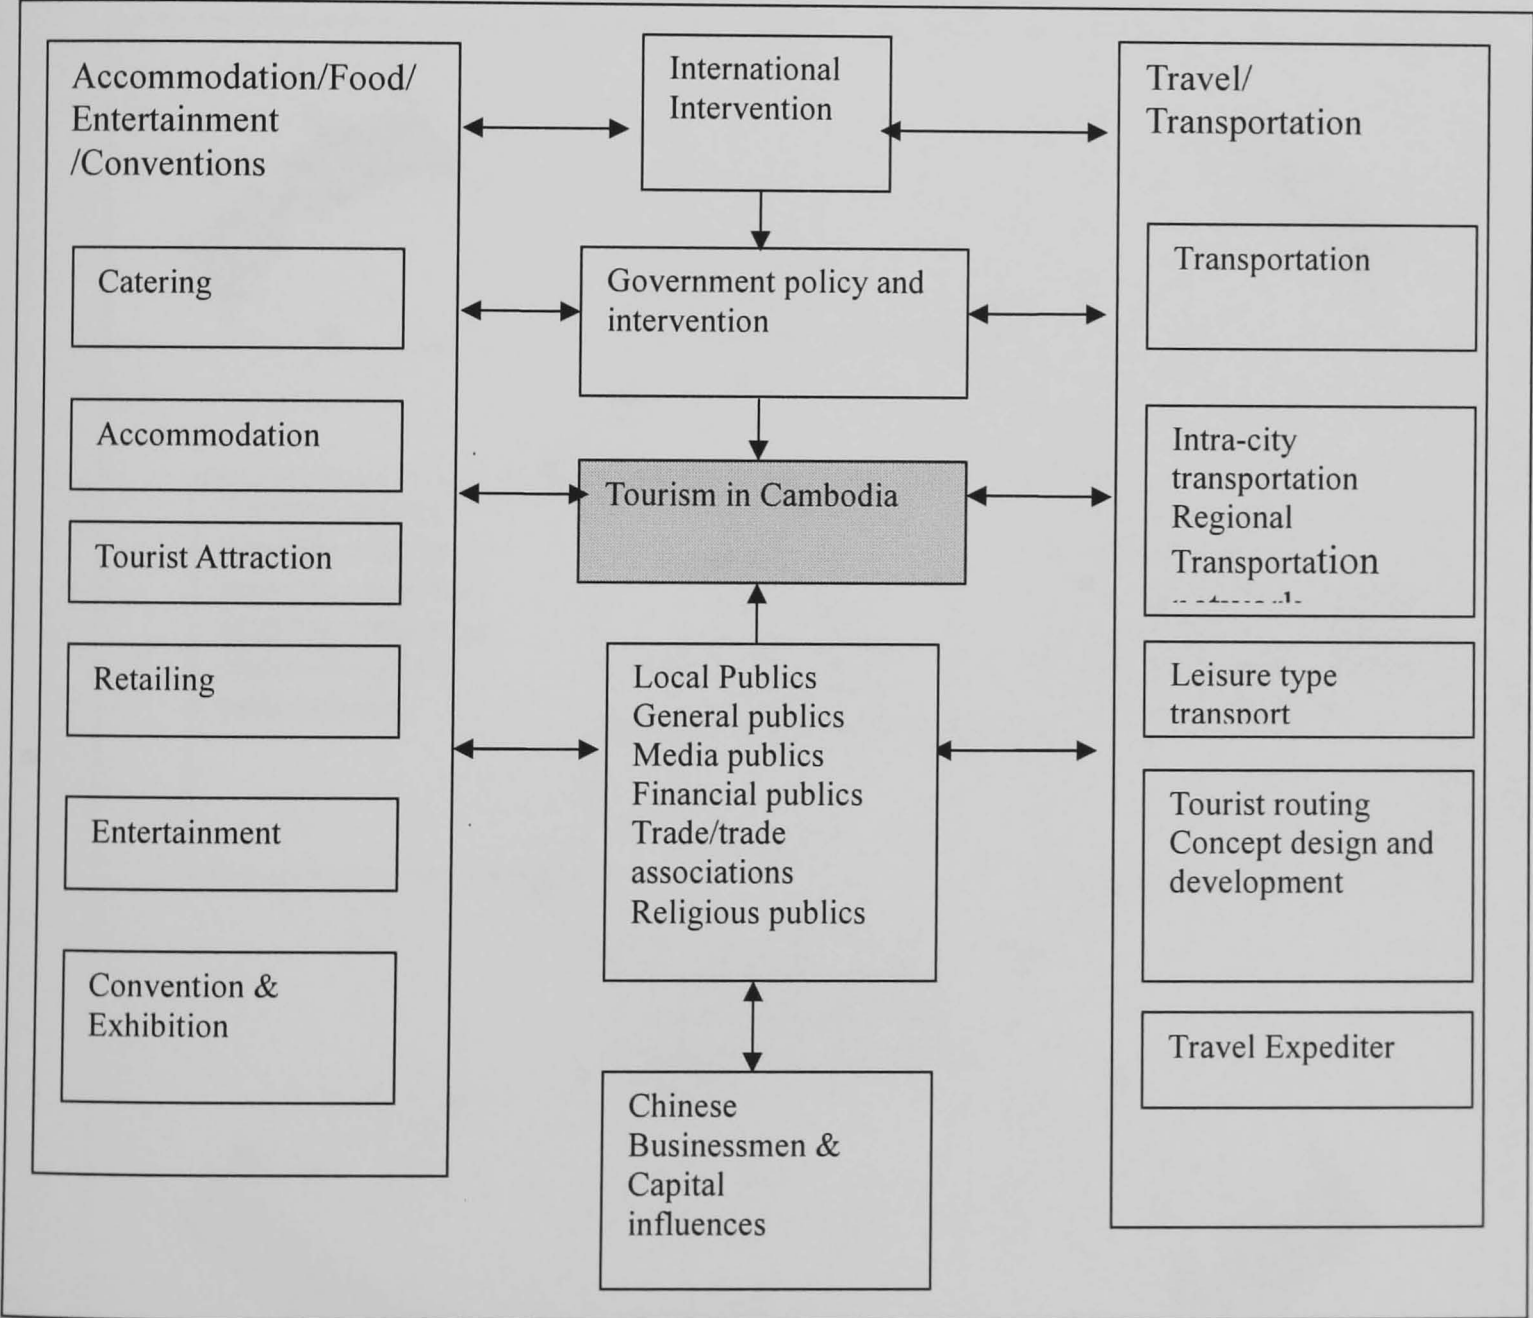 Accommodation/Food/
Entertainment
/Conventions
Catering
Accommodation
Tourist Attraction
Retailing
Entertainment
Convention &
Exhibition
International
Intervention
Government policy and
intervention
Tourism in Cambodia
Local Publics
General publics
Media publics
Financial publics
Trade/trade
associations
Religious publics
Chinese
Businessmen &
Capital
influences
Travel/
Transportation
Transportation
Intra-city
transportation
Regional
Transportation
Leisure type
transport
Tourist routing
Concept design and
development
Travel Expediter